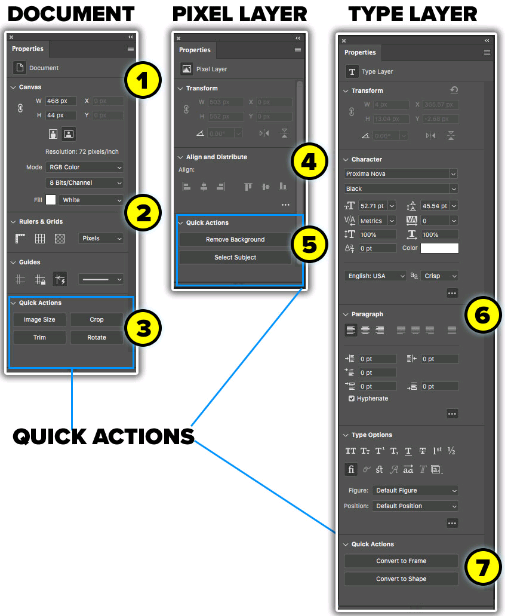 DOCUMENT
Properties
Document
1
Canvas
W 468 px X
H 44 px Y
Resolution: 72 pixels/inch
Mode RGB Color
8 Bits/Channel
Fill White
2
Rulers & Grids
Pixels
Guides
Quick Actions
Image Size Crop
Trim Rotate
3
PIXEL LAYER
Properties
Pixel Layer
Transform
W X
H Y
Align and Distribute
Align:
4
Quick Actions
Remove Background
Select Subject
5
TYPE LAYER
Properties
T Type Layer
Transform
W X
H Y
Character
Proxima Nova
Black
52.71 pt 45.54 pt
Metrics 0
100% 100%
0 pt Color
English: USA Crisp
Paragraph
6
0 pt 0 pt
0 pt
0 pt 0 pt
Hyphenate
Type Options
Figure: Default Figure
Position: Default Position
Quick Actions
Convert to Frame
Convert to Shape
7
QUICK ACTIONS